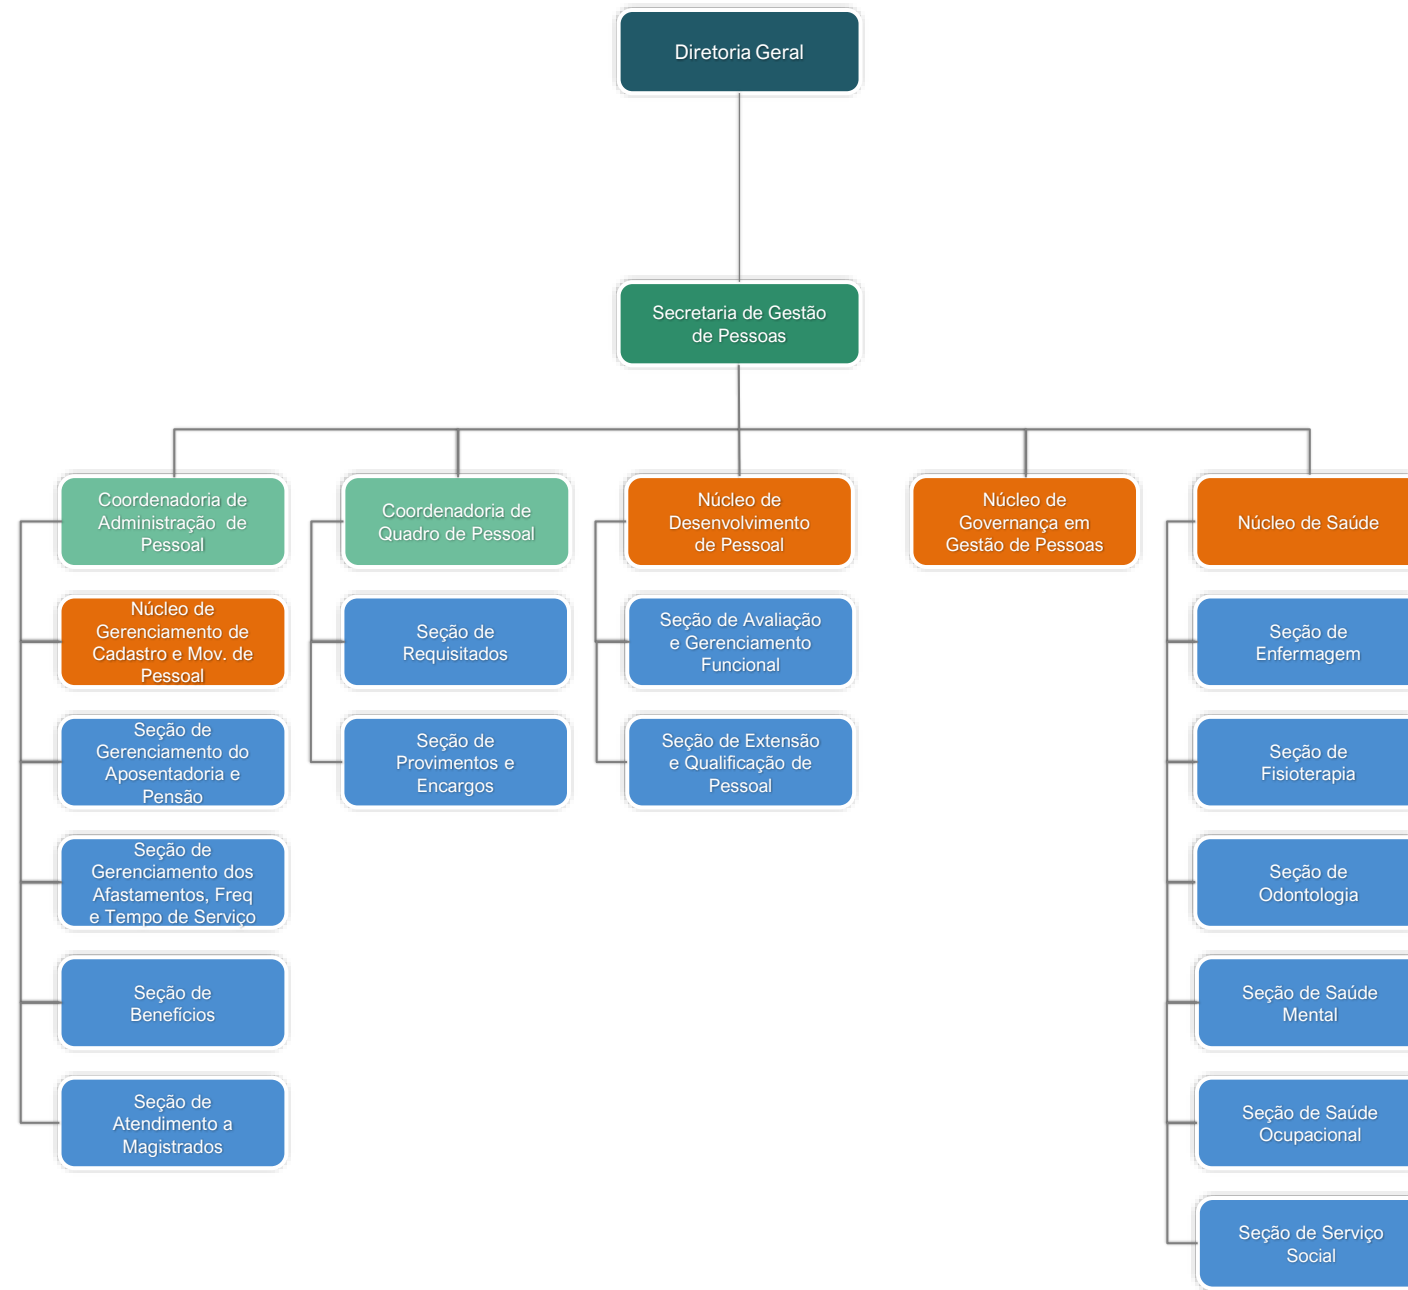 Diretoria Geral
Secretaria de Gestão
de Pessoas
Coordenadoria de
Administração de
Pessoal
Coordenadoria de
Quadro de Pessoal
Núcleo de
Desenvolvimento
de Pessoal
Núcleo de
Governança em
Gestão de Pessoas
Núcleo de Saúde
Núcleo de
Gerenciamento de
Cadastro e Mov. de
Pessoal
Seção de
Requisitados
Seção de Avaliação
e Gerenciamento
Funcional
Seção de
Enfermagem
Seção de
Gerenciamento do
Aposentadoria e
Pensão
Seção de
Provimentos e
Encargos
Seção de Extensão
e Qualificação de
Pessoal
Seção de
Fisioterapia
Seção de
Gerenciamento dos
Afastamentos, Freq
e Tempo de Serviço
Seção de
Odontologia
Seção de
Benefícios
Seção de Saúde
Mental
Seção de
Atendimento a
Magistrados
Seção de Saúde
Ocupacional
Seção de Serviço
Social